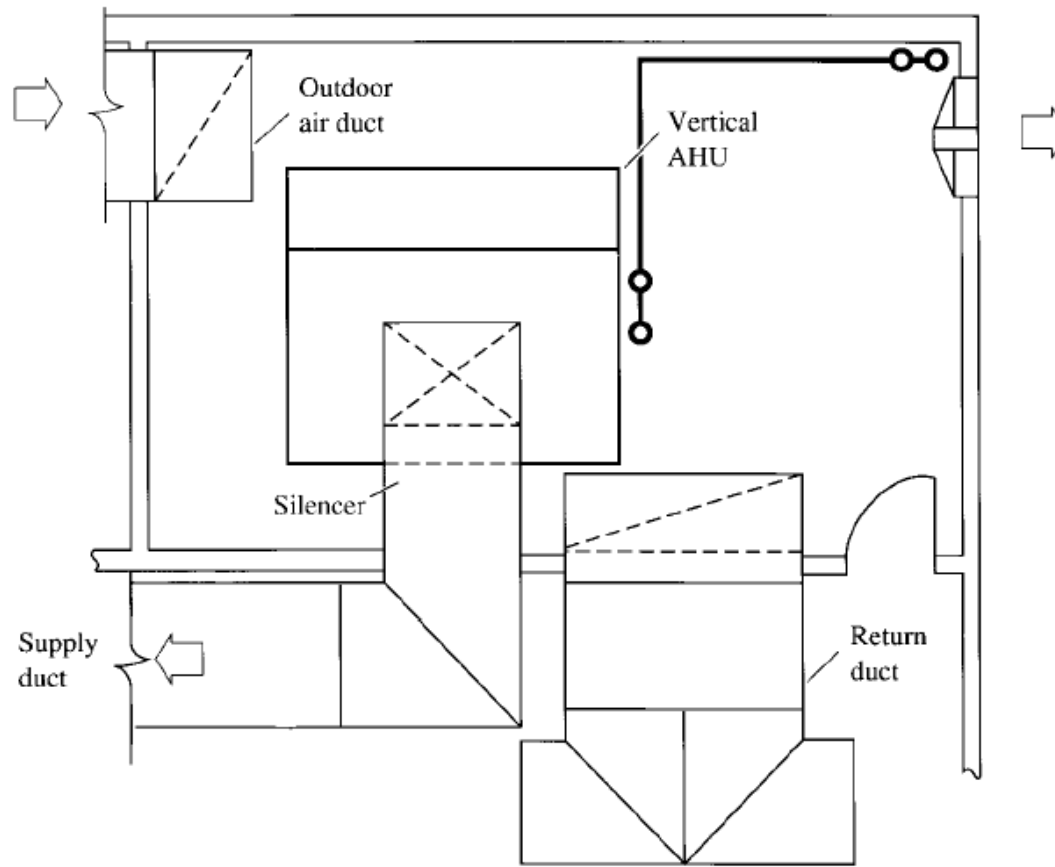 Outdoor
air duct
Vertical
AHU
Silencer
Supply
duct
Return
duct